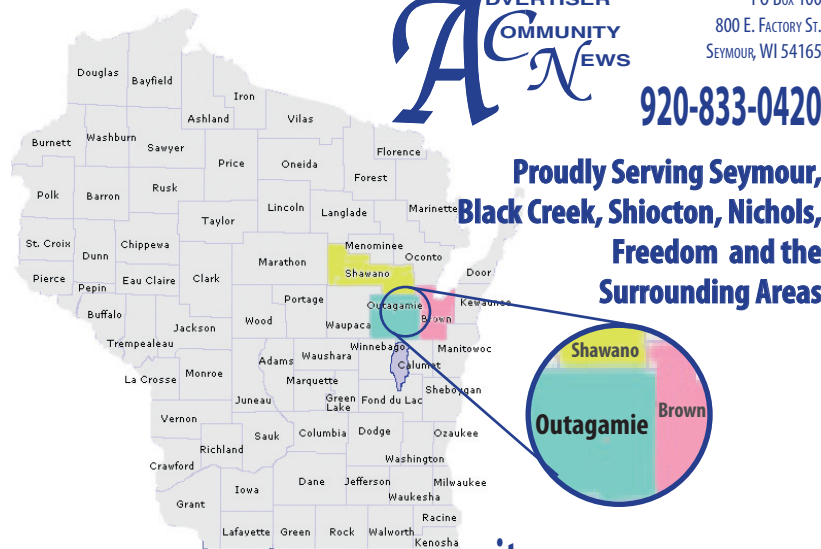 ADVERTISER
COMMUNITY
NEWS
PO Box 100
800 E. Factory St.
Seymour, WI 54165
920-833-0420
Proudly Serving Seymour,
Black Creek, Shiocton, Nichols,
Freedom and the
Surrounding Areas
Douglas
Bayfield
Iron
Ashland
Vilas
Burnett
Washburn
Sawyer
Price
Oneida
Florence
Forest
Polk
Barron
Rusk
Lincoln
Langlade
Marinette
Taylor
St. Croix
Dunn
Chippewa
Marathon
Menominee
Oconto
Shawano
Door
Pierce
Pepin
Eau Claire
Clark
Buffalo
Portage
Outagamie
Kewaunee
Jackson
Wood
Waupaca
Brown
Trempealeau
Winnebago
Manitowoc
Adams
Waushara
Calumet
La Crosse
Monroe
Marquette
Sheboygan
Juneau
Green
Lake
Fond du Lac
Vernon
Sauk
Columbia
Dodge
Ozaukee
Richland
Washington
Crawford
Iowa
Dane
Jefferson
Milwaukee
Waukesha
Grant
Racine
Lafayette
Green
Rock
Walworth
Kenosha
Shawano
Outagamie
Brown